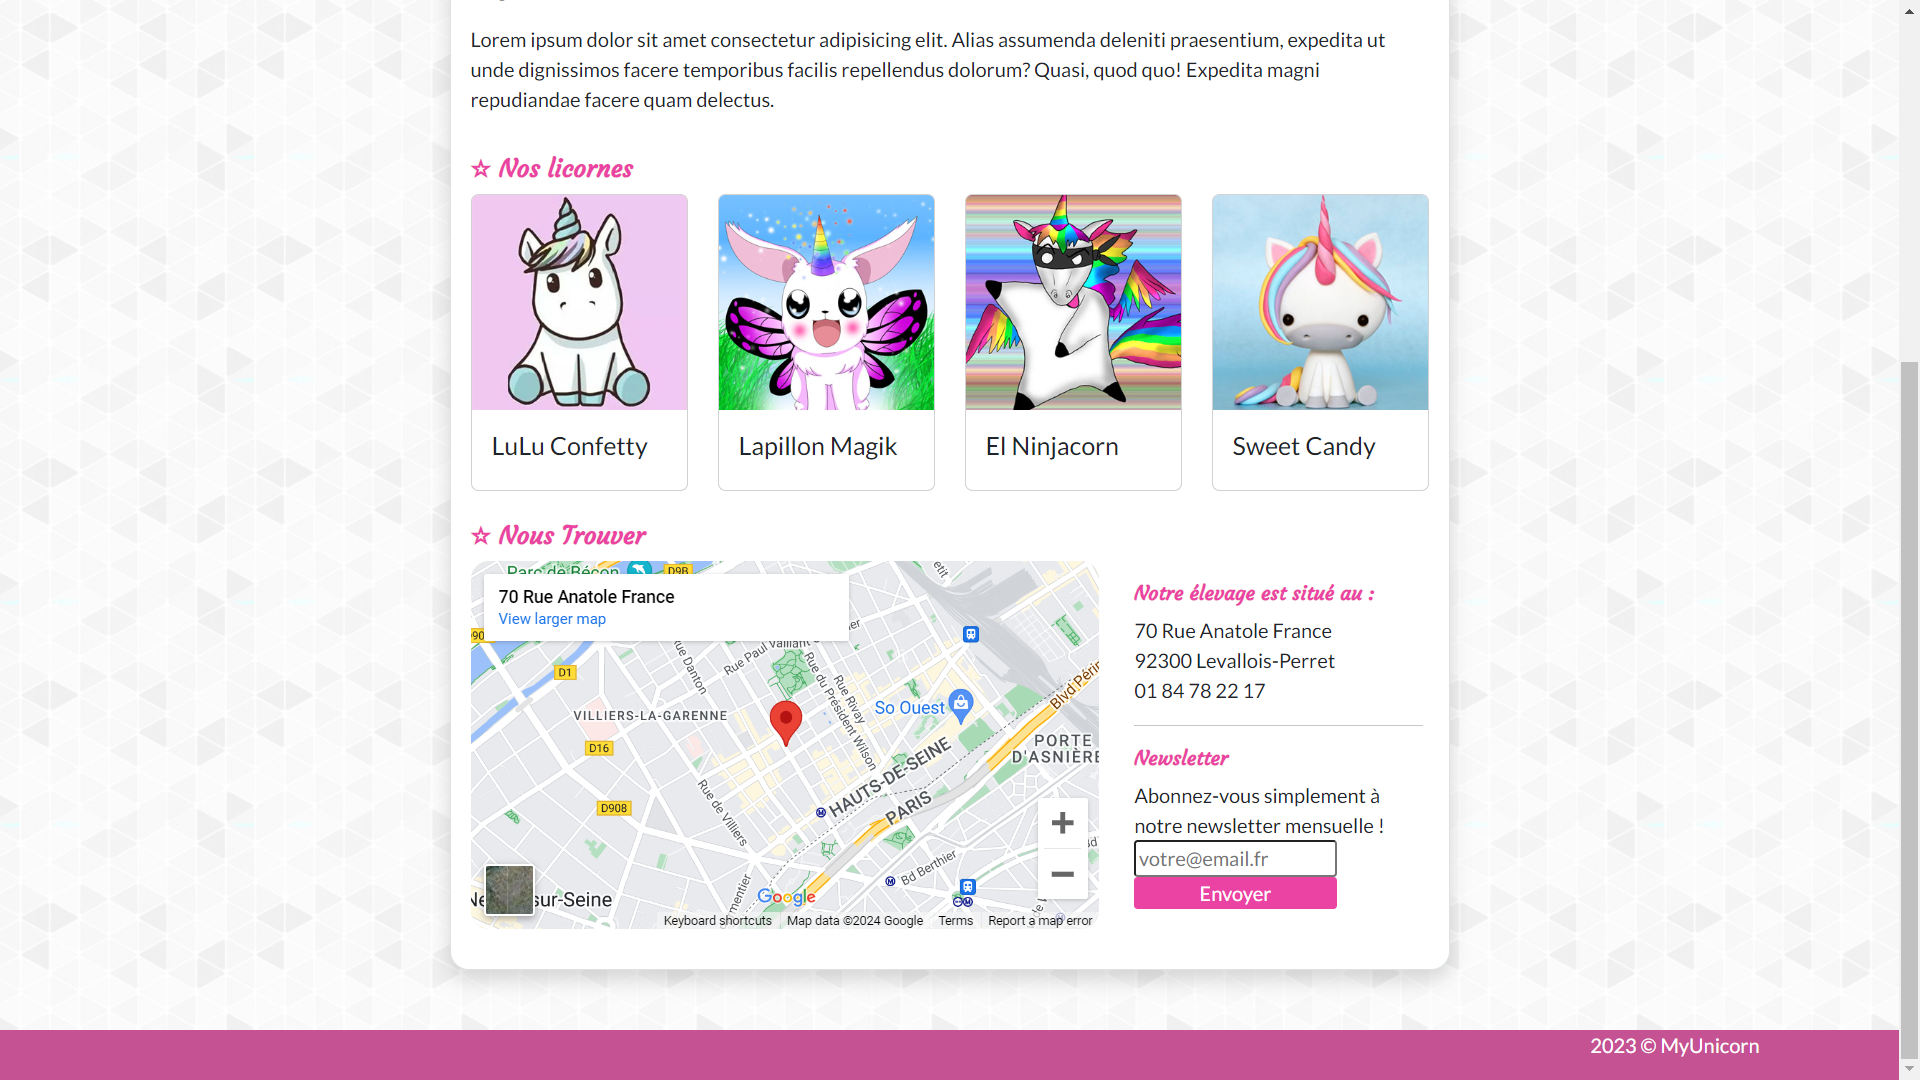 Lorem ipsum dolor sit amet consectetur adipisicing elit. Alias assumenda deleniti praesentium, expedita ut
unde dignissimos facere temporibus facilis repellendus dolorum? Quasi, quod quo! Expedita magni
repudiandae facere quam delectus.
☆ Nos licornes
LuLu Confetty
Lapillon Magik
El Ninjacorn
Sweet Candy
☆ Nous Trouver
Parc de Bécon
D9B
70 Rue Anatole France
View larger map
D1
Rue Danton
Rue Paul Vaillant
Rue du Président Wilson
Rue Rivay
So Ouest
Blvd Péri
VILLIERS-LA-GARENNE
D16
PORTE
D'ASNIÈRE
HAUTS-DE-SEINE
PARIS
Rue de Villiers
D908
Bd Berthier
sur-Seine
Google
Keyboard shortcuts
Map data ©2024 Google
Terms
Report a map error
Notre élevage est situé au :
70 Rue Anatole France
92300 Levallois-Perret
01 84 78 22 17
Newsletter
Abonnez-vous simplement à
notre newsletter mensuelle !
votre@email.fr
Envoyer
2023 © MyUnicorn